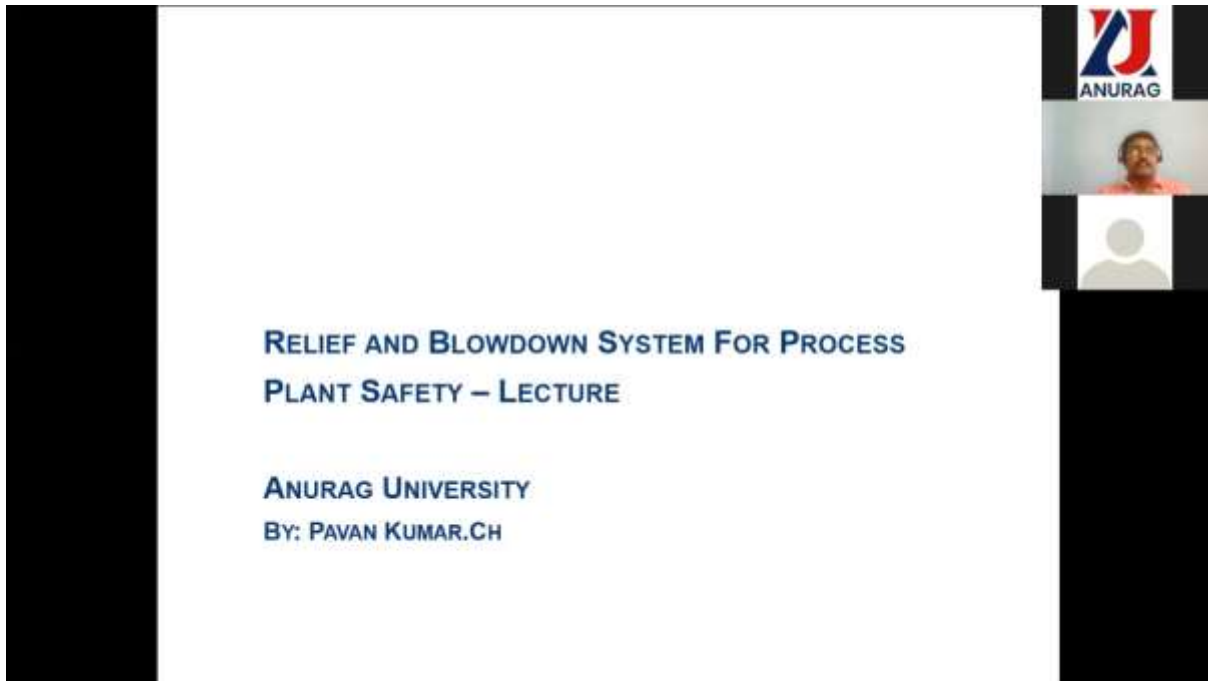 RELIEF AND BLOWDOWN SYSTEM FOR PROCESS
PLANT SAFETY – LECTURE
ANURAG UNIVERSITY
BY: PAVAN KUMAR.CH
ANURAG